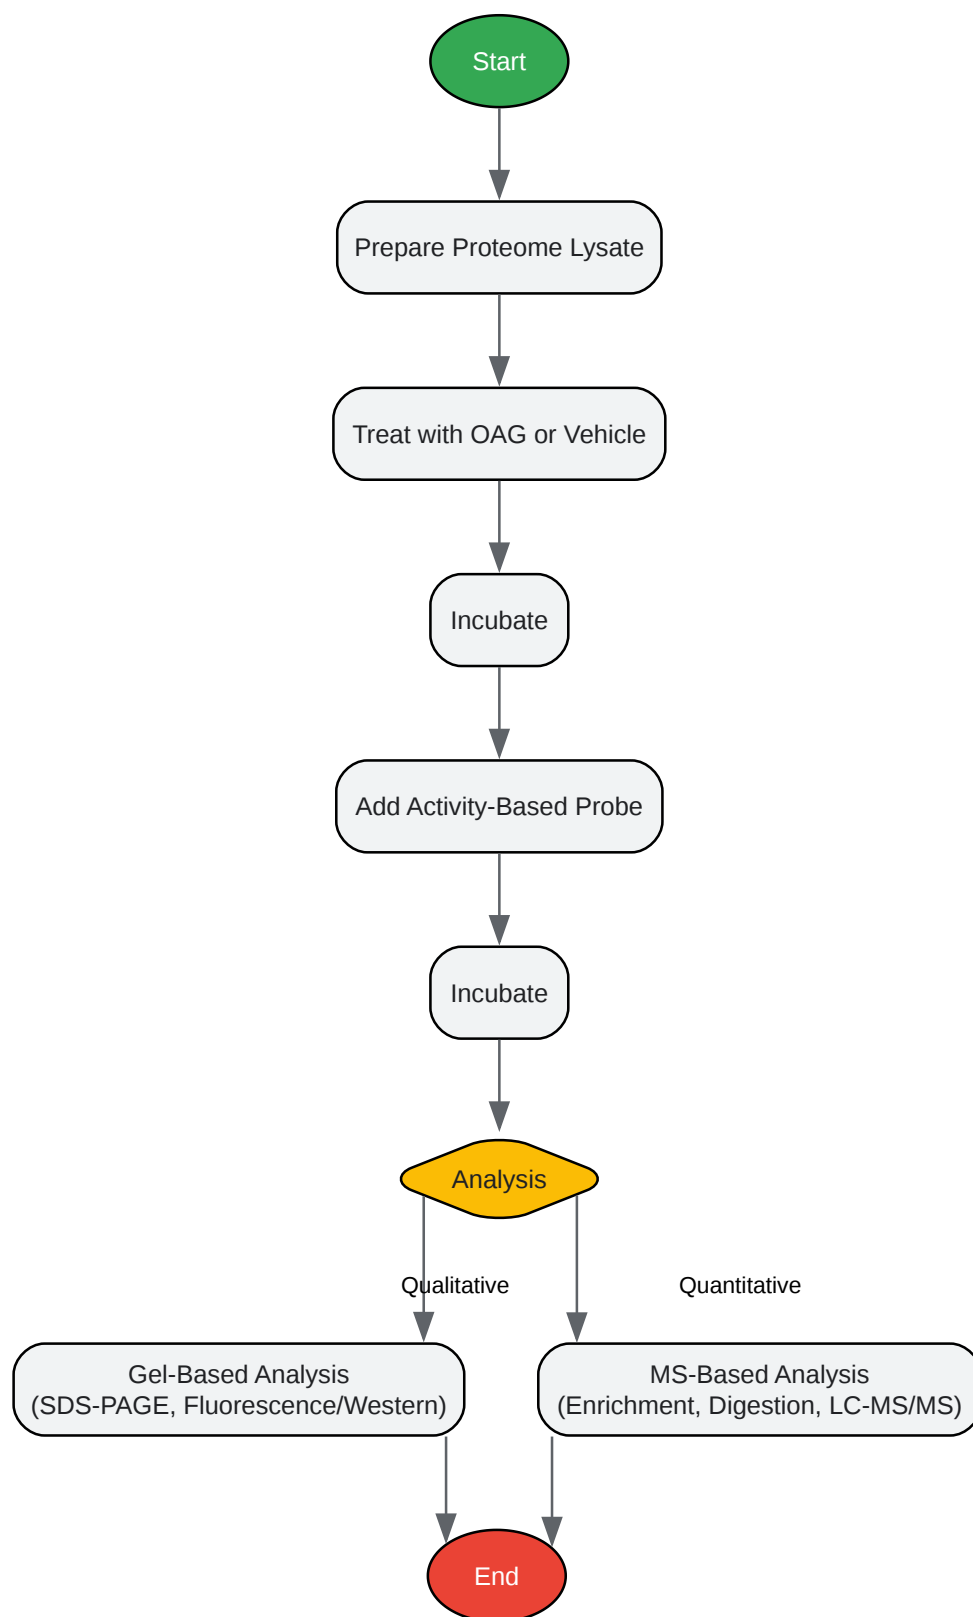 Start
Prepare Proteome Lysate
Treat with OAG or Vehicle
Incubate
Add Activity-Based Probe
Incubate
Analysis
Qualitative
Quantitative
Gel-Based Analysis
(SDS-PAGE, Fluorescence/Western)
MS-Based Analysis
(Enrichment, Digestion, LC-MS/MS)
End